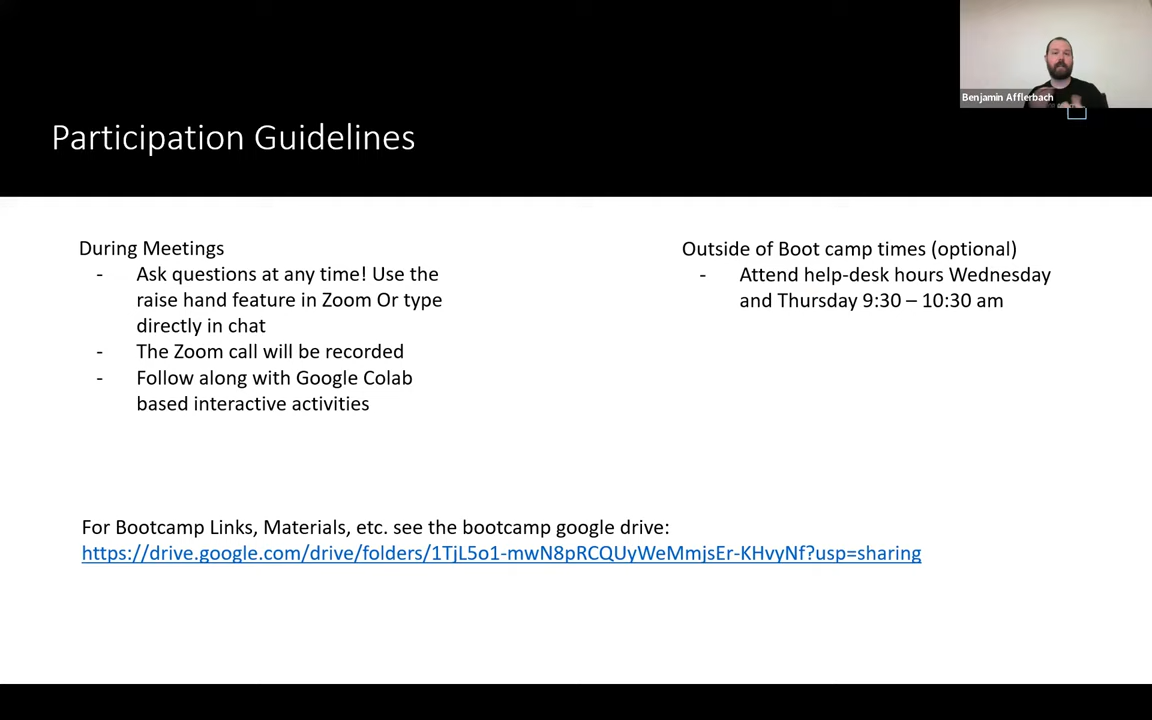 Benjamin Afflerbach
Participation Guidelines
During Meetings
- Ask questions at any time! Use the
raise hand feature in Zoom Or type
directly in chat
- The Zoom call will be recorded
- Follow along with Google Colab
based interactive activities
Outside of Boot camp times (optional)
- Attend help-desk hours Wednesday
and Thursday 9:30 – 10:30 am
For Bootcamp Links, Materials, etc. see the bootcamp google drive:
https://drive.google.com/drive/folders/1TjL5o1-mwN8pRCQUyWeMmjsEr-KHvyNf?usp=sharing